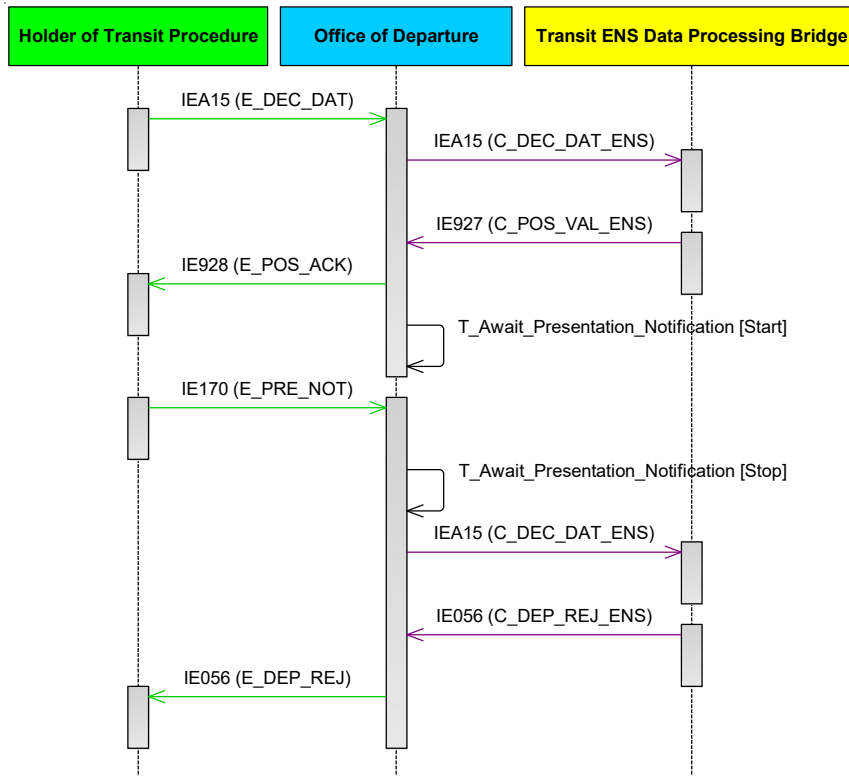 Holder of Transit Procedure
Office of Departure
Transit ENS Data Processing Bridge
IEA15 (E_DEC_DAT)
IEA15 (C_DEC_DAT_ENS)
IE927 (C_POS_VAL_ENS)
IE928 (E_POS_ACK)
T_Await_Presentation_Notification [Start]
IE170 (E_PRE_NOT)
T_Await_Presentation_Notification [Stop]
IEA15 (C_DEC_DAT_ENS)
IE056 (C_DEP_REJ_ENS)
IE056 (E_DEP_REJ)